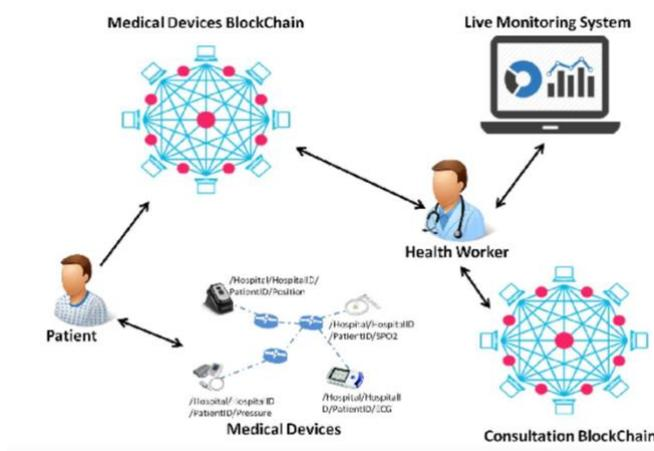 Medical Devices BlockChain
Live Monitoring System
Health Worker
Patient
/Hospital/HospitalID/
PatientID/Position
/Hospital/HospitalID
/PatientID/SPO2
/Hospital/HospitalID
/PatientID/Pressure
/Hospital/Hospitall
D/PatientID/ECG
Medical Devices
Consultation BlockChain